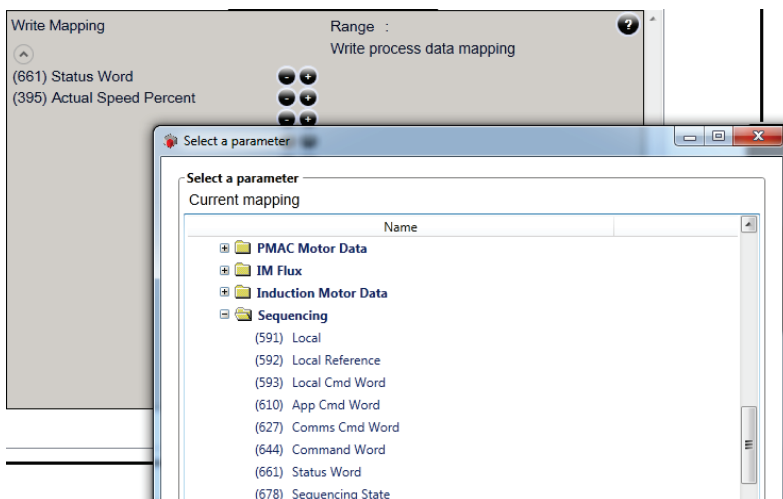 Write Mapping
Range :
Write process data mapping
(661) Status Word
(395) Actual Speed Percent
Select a parameter
Select a parameter
Current mapping
Name
PMAC Motor Data
IM Flux
Induction Motor Data
Sequencing
(591) Local
(592) Local Reference
(593) Local Cmd Word
(610) App Cmd Word
(627) Comms Cmd Word
(644) Command Word
(661) Status Word
(678) Sequencing State